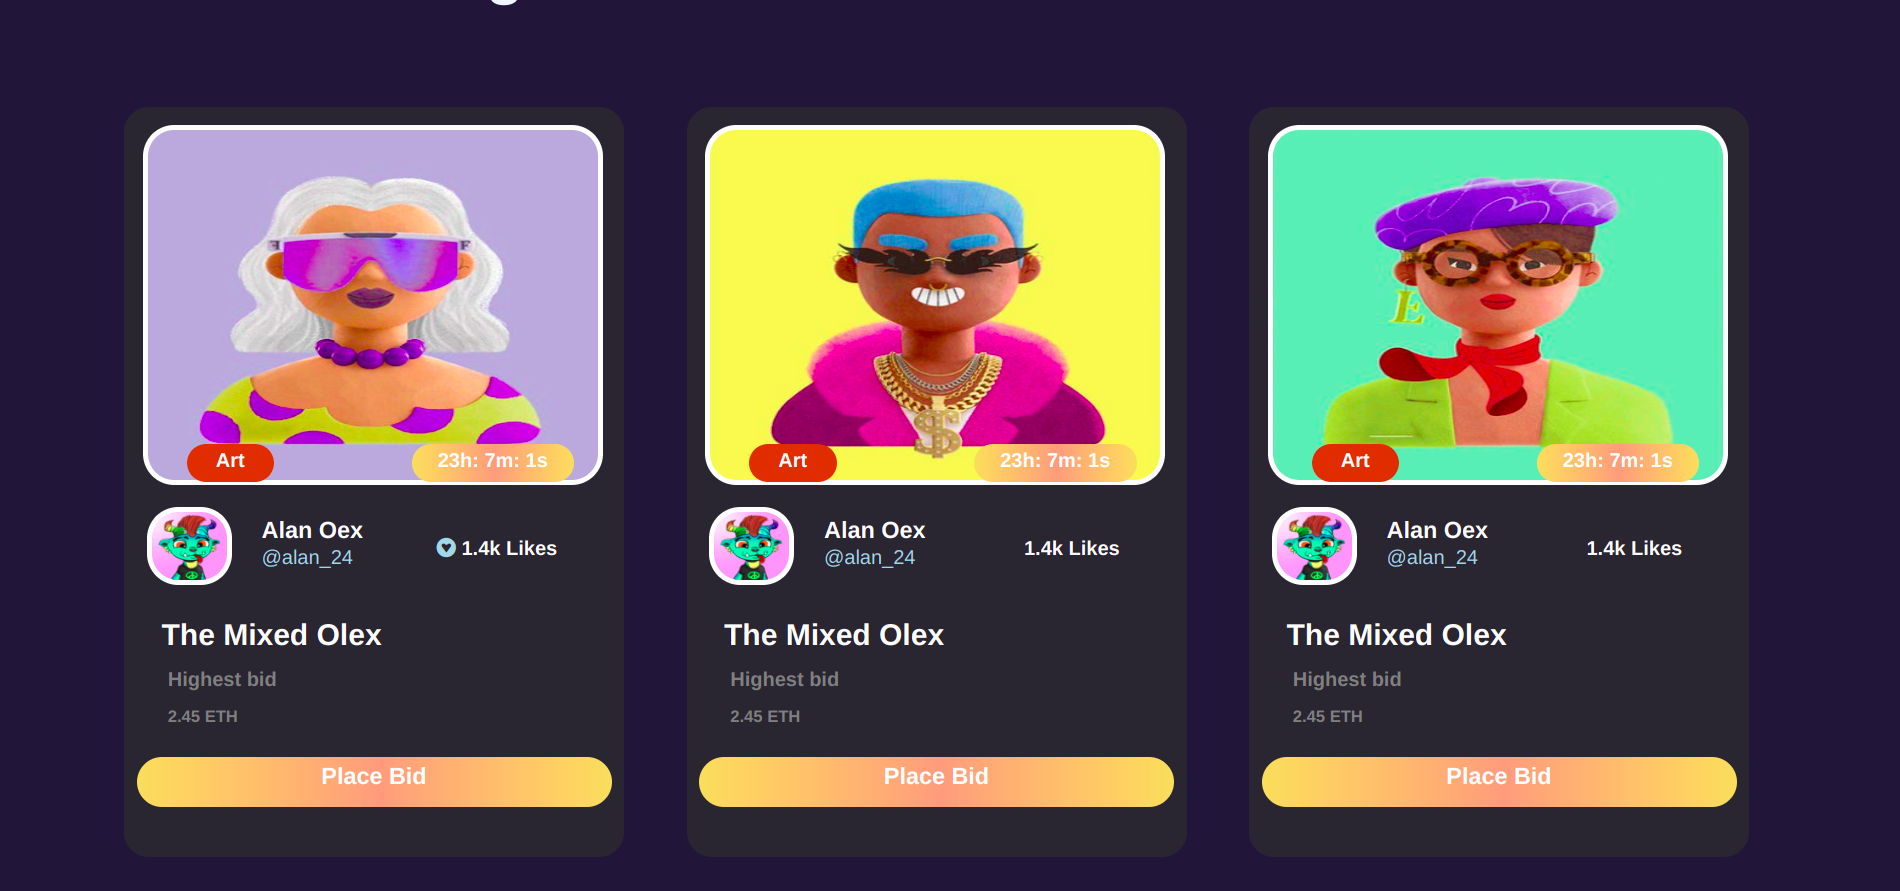 Art
23h: 7m: 1s
Alan Oex
@alan_24
1.4k Likes
The Mixed Olex
Highest bid
2.45 ETH
Place Bid
Art
23h: 7m: 1s
Alan Oex
@alan_24
1.4k Likes
The Mixed Olex
Highest bid
2.45 ETH
Place Bid
E
Art
23h: 7m: 1s
Alan Oex
@alan_24
1.4k Likes
The Mixed Olex
Highest bid
2.45 ETH
Place Bid